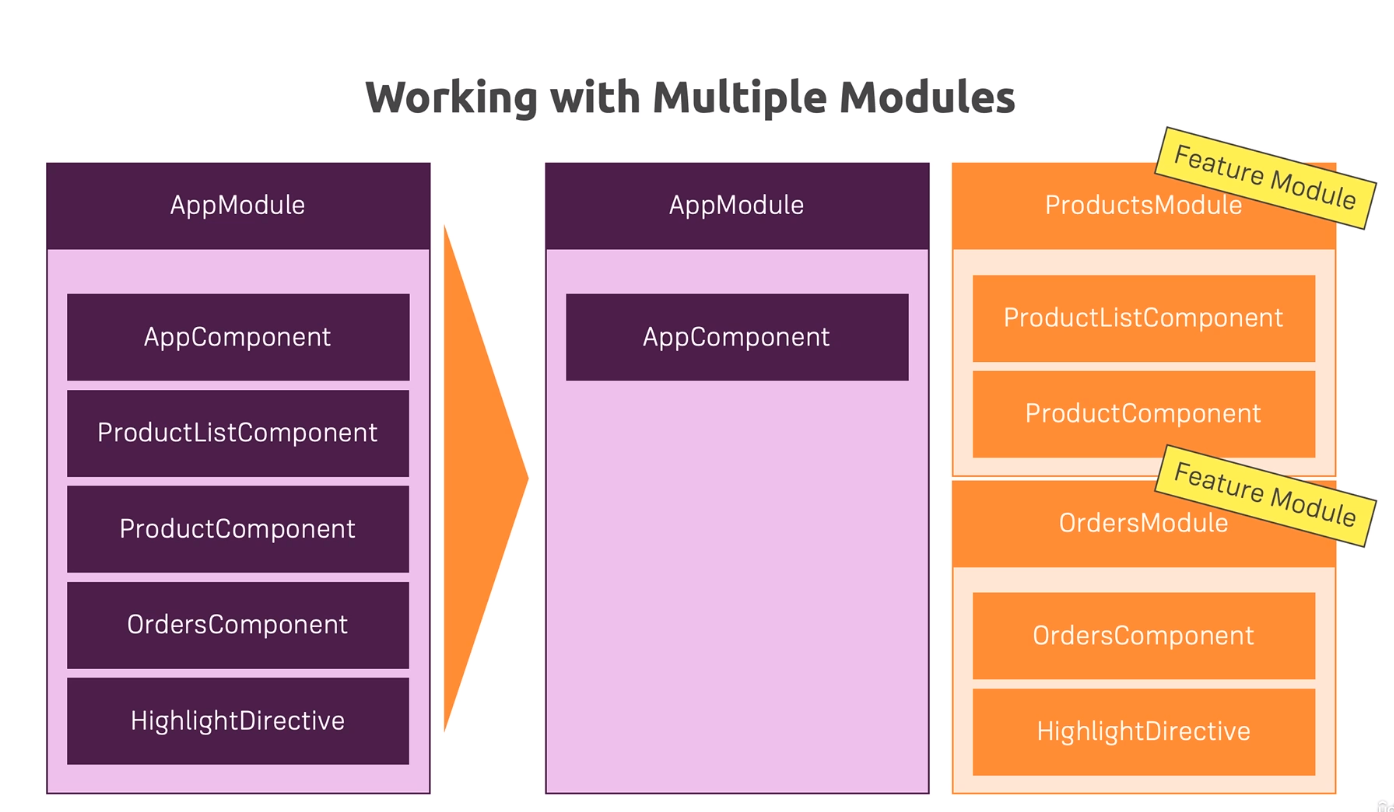 Working with Multiple Modules
AppModule
AppComponent
ProductListComponent
ProductComponent
OrdersComponent
HighlightDirective
AppModule
AppComponent
Feature Module
ProductsModule
ProductListComponent
ProductComponent
Feature Module
OrdersModule
OrdersComponent
HighlightDirective